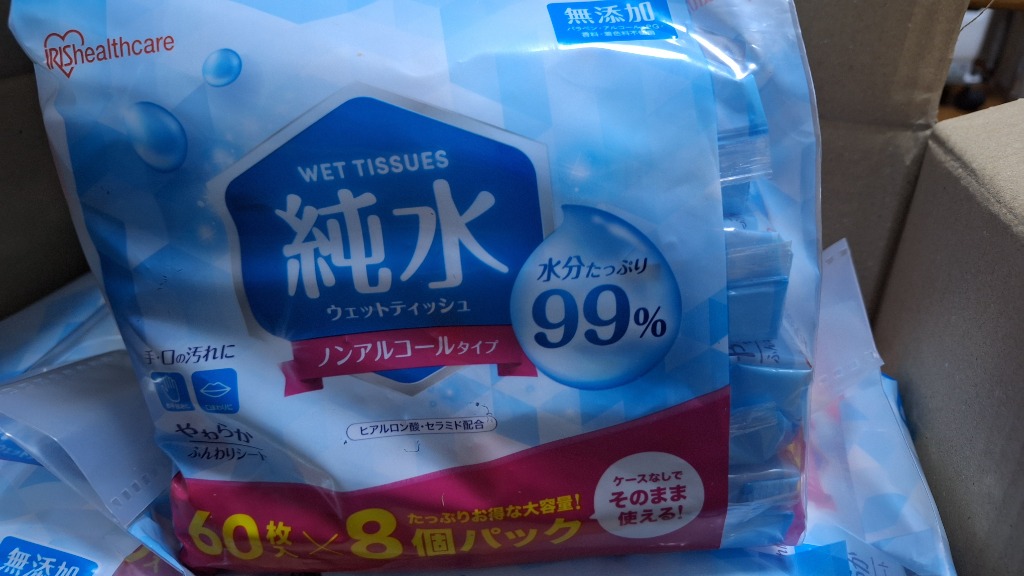 IRIShealthcare
無添加
WET TISSUES
純水
ウェットティッシュ
ノンアルコールタイプ
水分たっぷり
99%
手・口の汚れに
やわらか
ふんわりシート
ヒアルロン酸・セラミド配合
ケースなしで
そのまま
使える!
たっぷりお得な大容量!
60枚入×8個パック
無添加